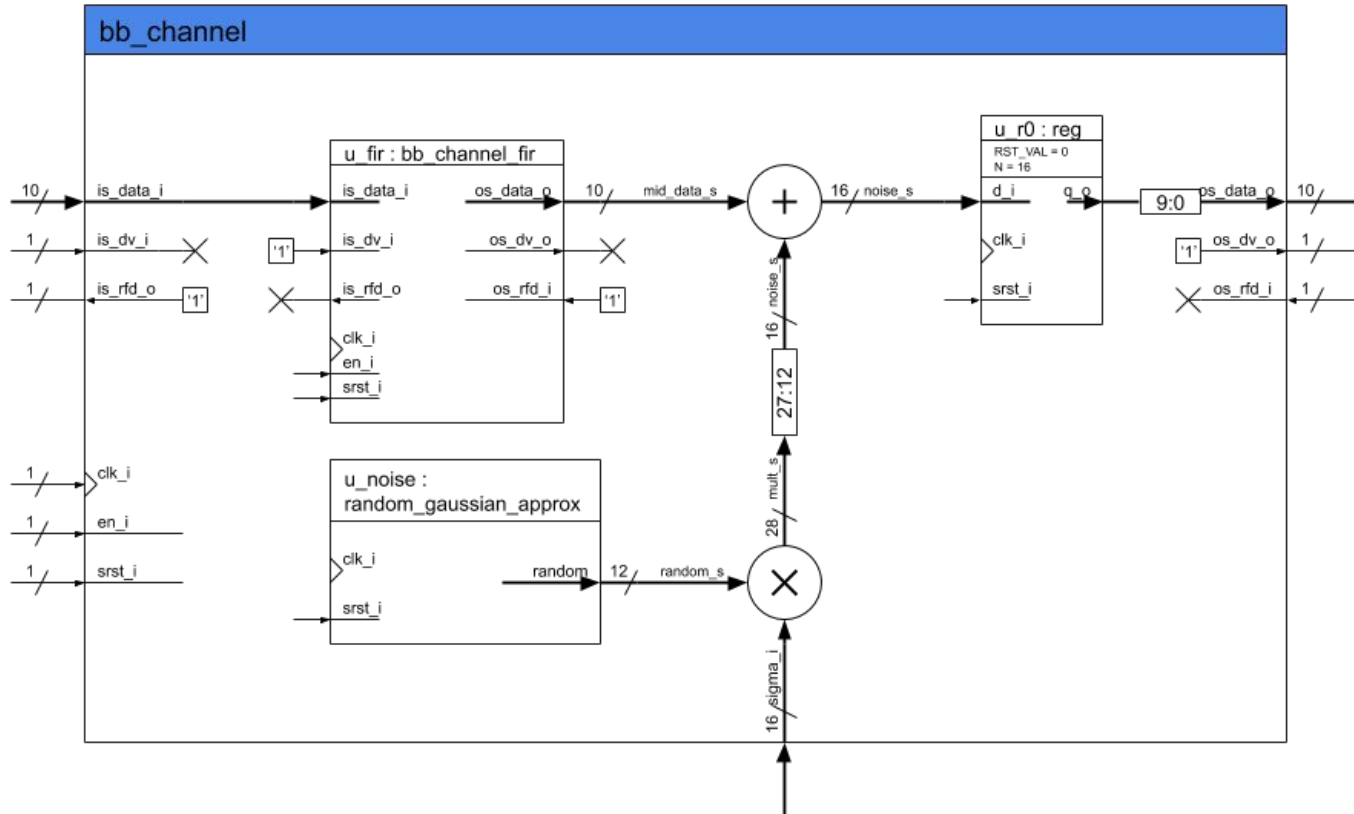 bb_channel
u_r0 : reg
RST_VAL = 0
N = 16
u_fir : bb_channel_fir
10 is_data_i is_data_i os_data_o 10 mid_data_s + 16 noise_s d_i q_o 9:0 os_data_o 10
1 is_dv_i '1' is_dv_i os_dv_o clk_i '1' os_dv_o 1
1 is_rfd_o '1' is_rfd_o os_rfd_i '1' srst_i os_rfd_i 1
16 noise_s
clk_i
en_i
srst_i
27:12
1 clk_i
u_noise :
random_gaussian_approx
28 mult_s
1 en_i
clk_i
1 srst_i
random 12 random_s ×
srst_i
16 sigma_i